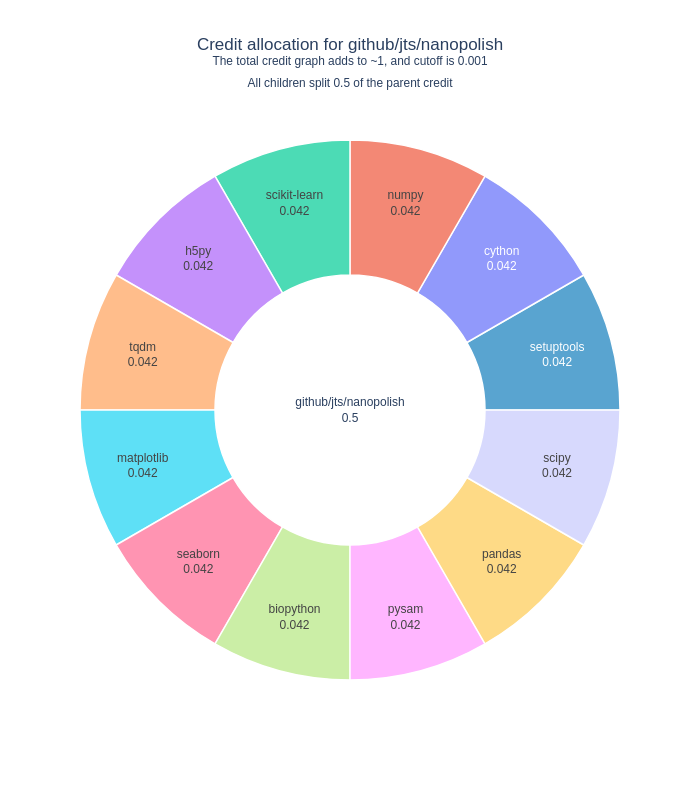 Credit allocation for github/jts/nanopolish
The total credit graph adds to ~1, and cutoff is 0.001
All children split 0.5 of the parent credit
scikit-learn
0.042
numpy
0.042
h5py
0.042
cython
0.042
tqdm
0.042
setuptools
0.042
github/jts/nanopolish
0.5
matplotlib
0.042
scipy
0.042
seaborn
0.042
pandas
0.042
biopython
0.042
pysam
0.042